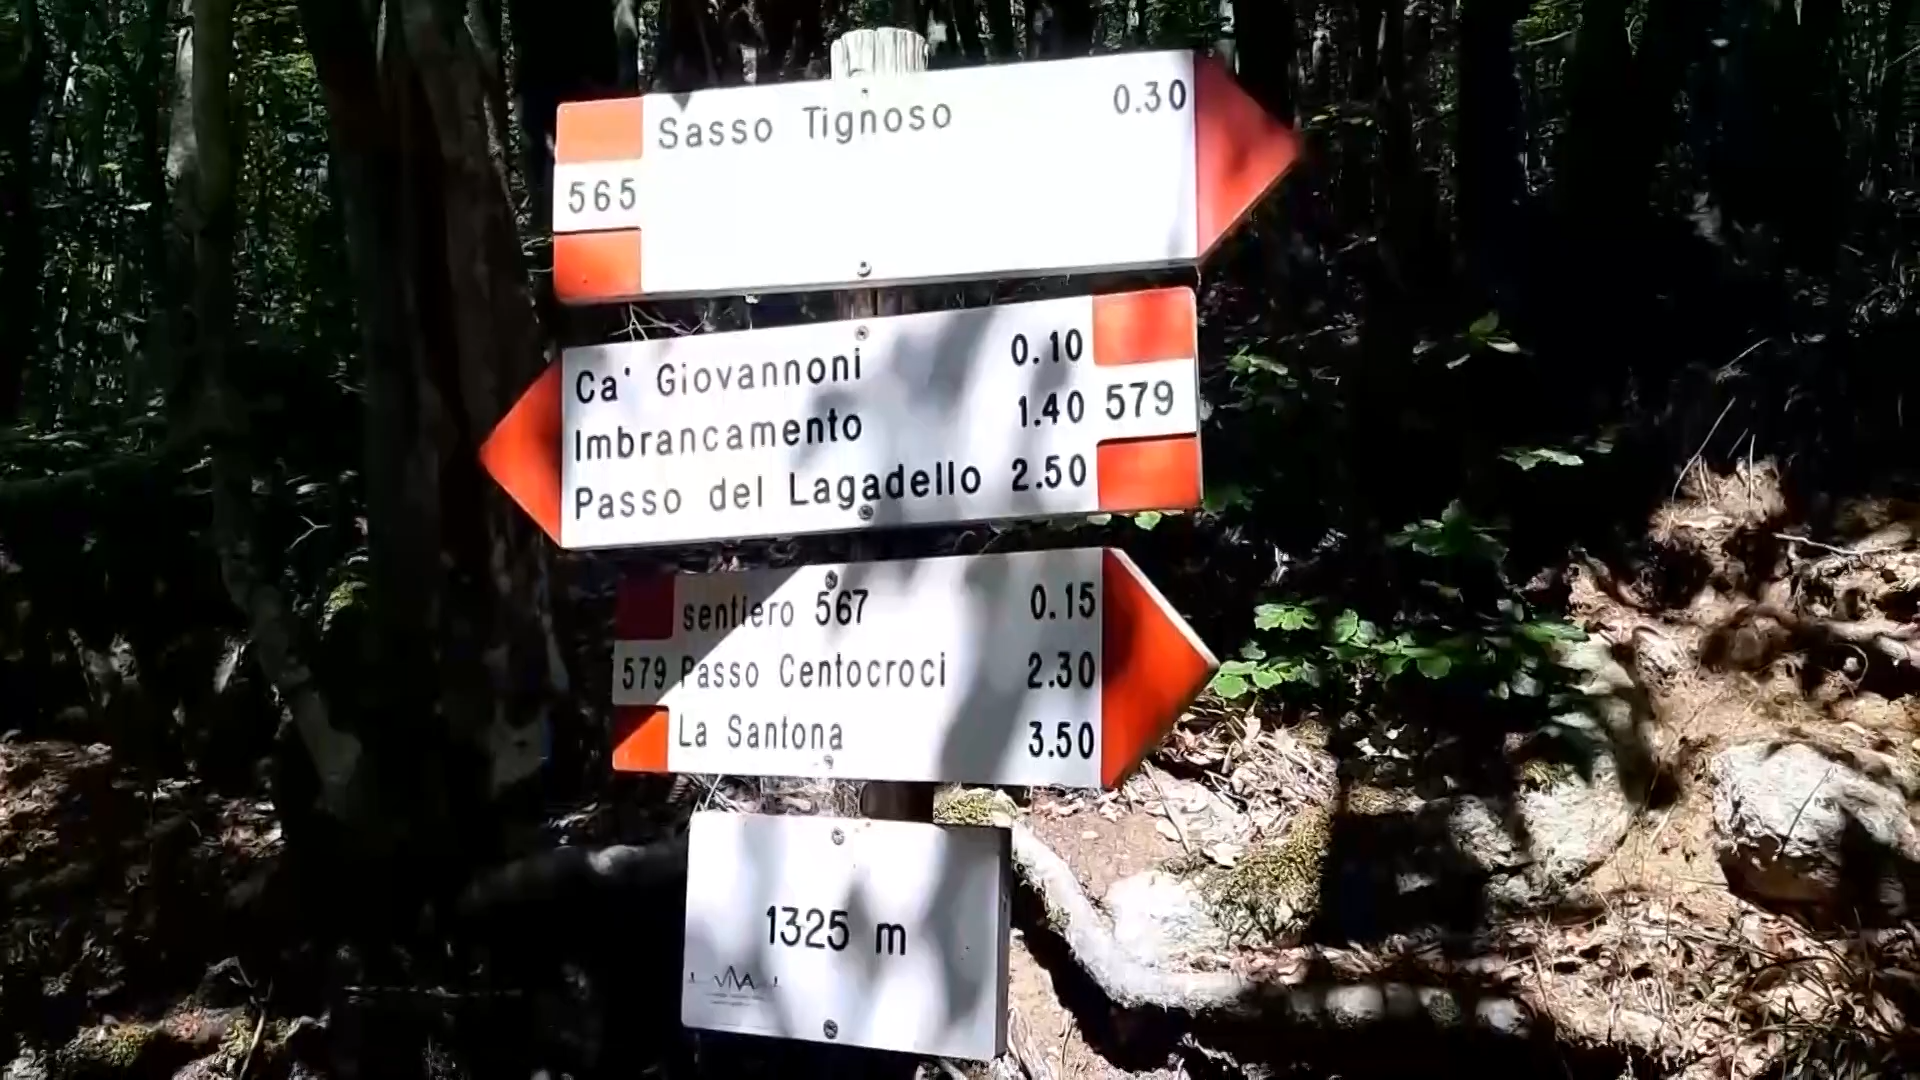 Sasso Tignoso 0.30
565
Ca' Giovannoni 0.10
Imbrancamento 1.40
579
Passo del Lagadello 2.50
sentiero 567 0.15
579 Passo Centocroci 2.30
La Santona 3.50
1325 m
VIVA